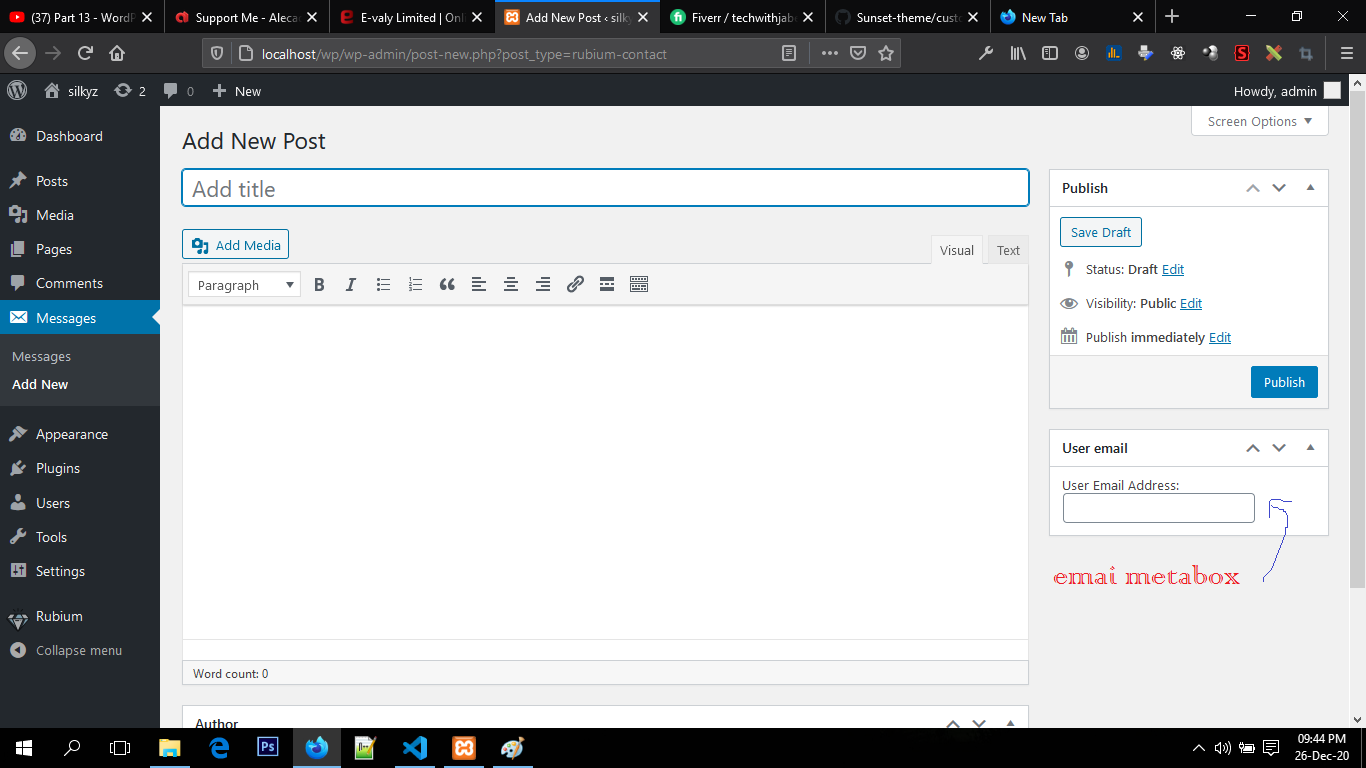 (37) Part 13 - WordP
Support Me - Aleca
E-valy Limited | Onl
Add New Post ‹ silky
Fiverr / techwithjab
Sunset-theme/cust
New Tab
localhost/wp/wp-admin/post-new.php?post_type=rubium-contact
silkyz
2
0
New
Howdy, admin
Screen Options
Dashboard
Posts
Media
Pages
Comments
Messages
Messages
Add New
Appearance
Plugins
Users
Tools
Settings
Rubium
Collapse menu
Add New Post
Add title
Add Media
Visual
Text
Paragraph
B
I
Word count: 0
Author
Publish
Save Draft
Status: Draft Edit
Visibility: Public Edit
Publish immediately Edit
Publish
User email
User Email Address:
emai metabox
Ps
09:44 PM
26-Dec-20